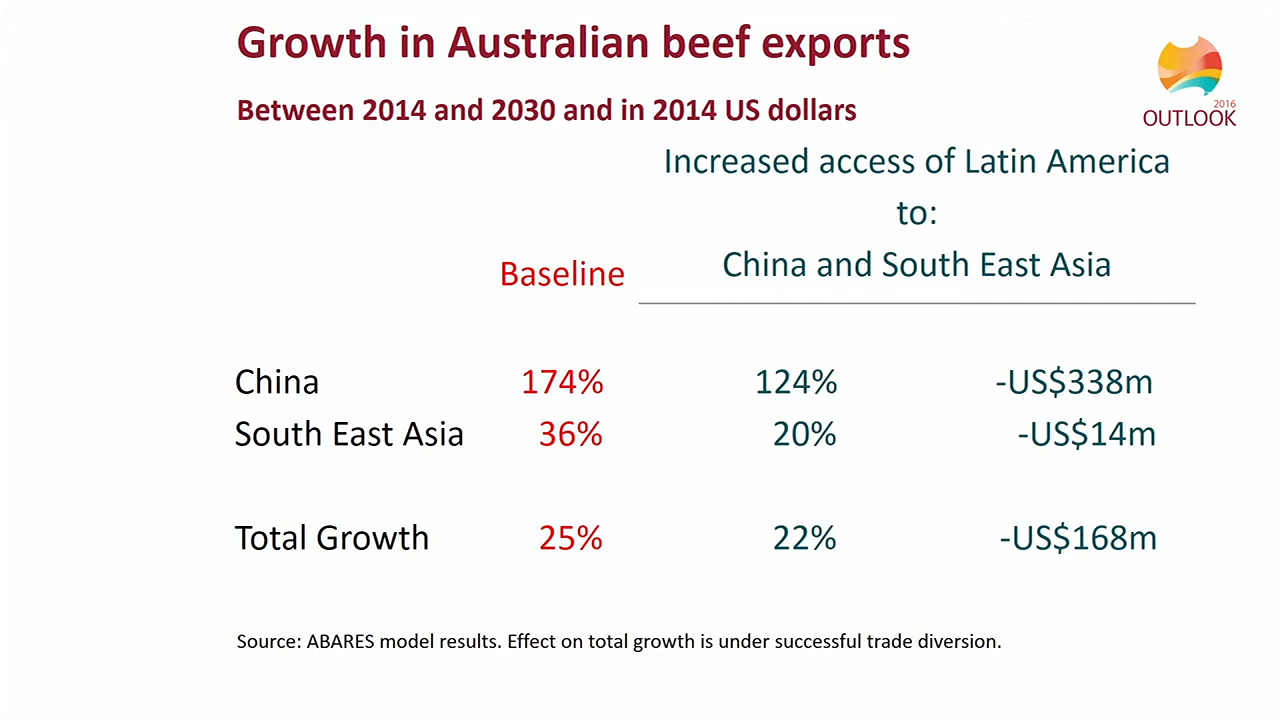 Growth in Australian beef exports
Between 2014 and 2030 and in 2014 US dollars
2016
OUTLOOK
Increased access of Latin America
to:
China and South East Asia
Baseline
China 174% 124% -US$338m
South East Asia 36% 20% -US$14m
Total Growth 25% 22% -US$168m
Source: ABARES model results. Effect on total growth is under successful trade diversion.